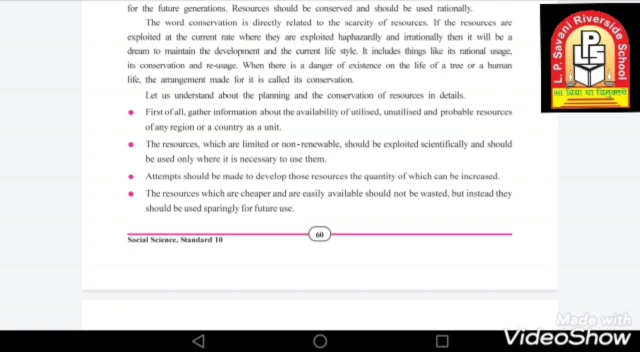 for the future generations. Resources should be conserved and should be used rationally.
The word conservation is directly related to the scarcity of resources. If the resources are
exploited at the current rate where they are exploited haphazardly and irrationally then it will be a
dream to maintain the development and the current life style. It includes things like its rational usage,
its conservation and re-usage. When there is a danger of existence on the life of a tree or a human
life, the arrangement made for it is called its conservation.
Let us understand about the planning and the conservation of resources in details.
• First of all, gather information about the availability of utilised, unutilised and probable resources
of any region or a country as a unit.
• The resources, which are limited or non-renewable, should be exploited scientifically and should
be used only where it is necessary to use them.
• Attempts should be made to develop those resources the quantity of which can be increased.
• The resources which are cheaper and are easily available should not be wasted, but instead they
should be used sparingly for future use.
60
Social Science, Standard 10
L. P. Savani Riverside School
LPS
सा विद्या या विमुक्तये
Made with
VideoShow